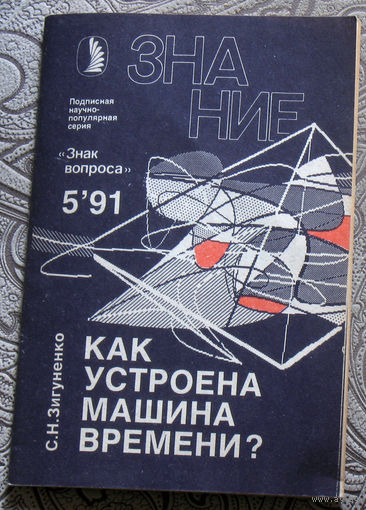 ЗНА
НИЕ
Подписная
научно-
популярная
серия
«Знак
вопроса»
5'91
С.Н.Зигуненко
КАК
УСТРОЕНА
МАШИНА
ВРЕМЕНИ?